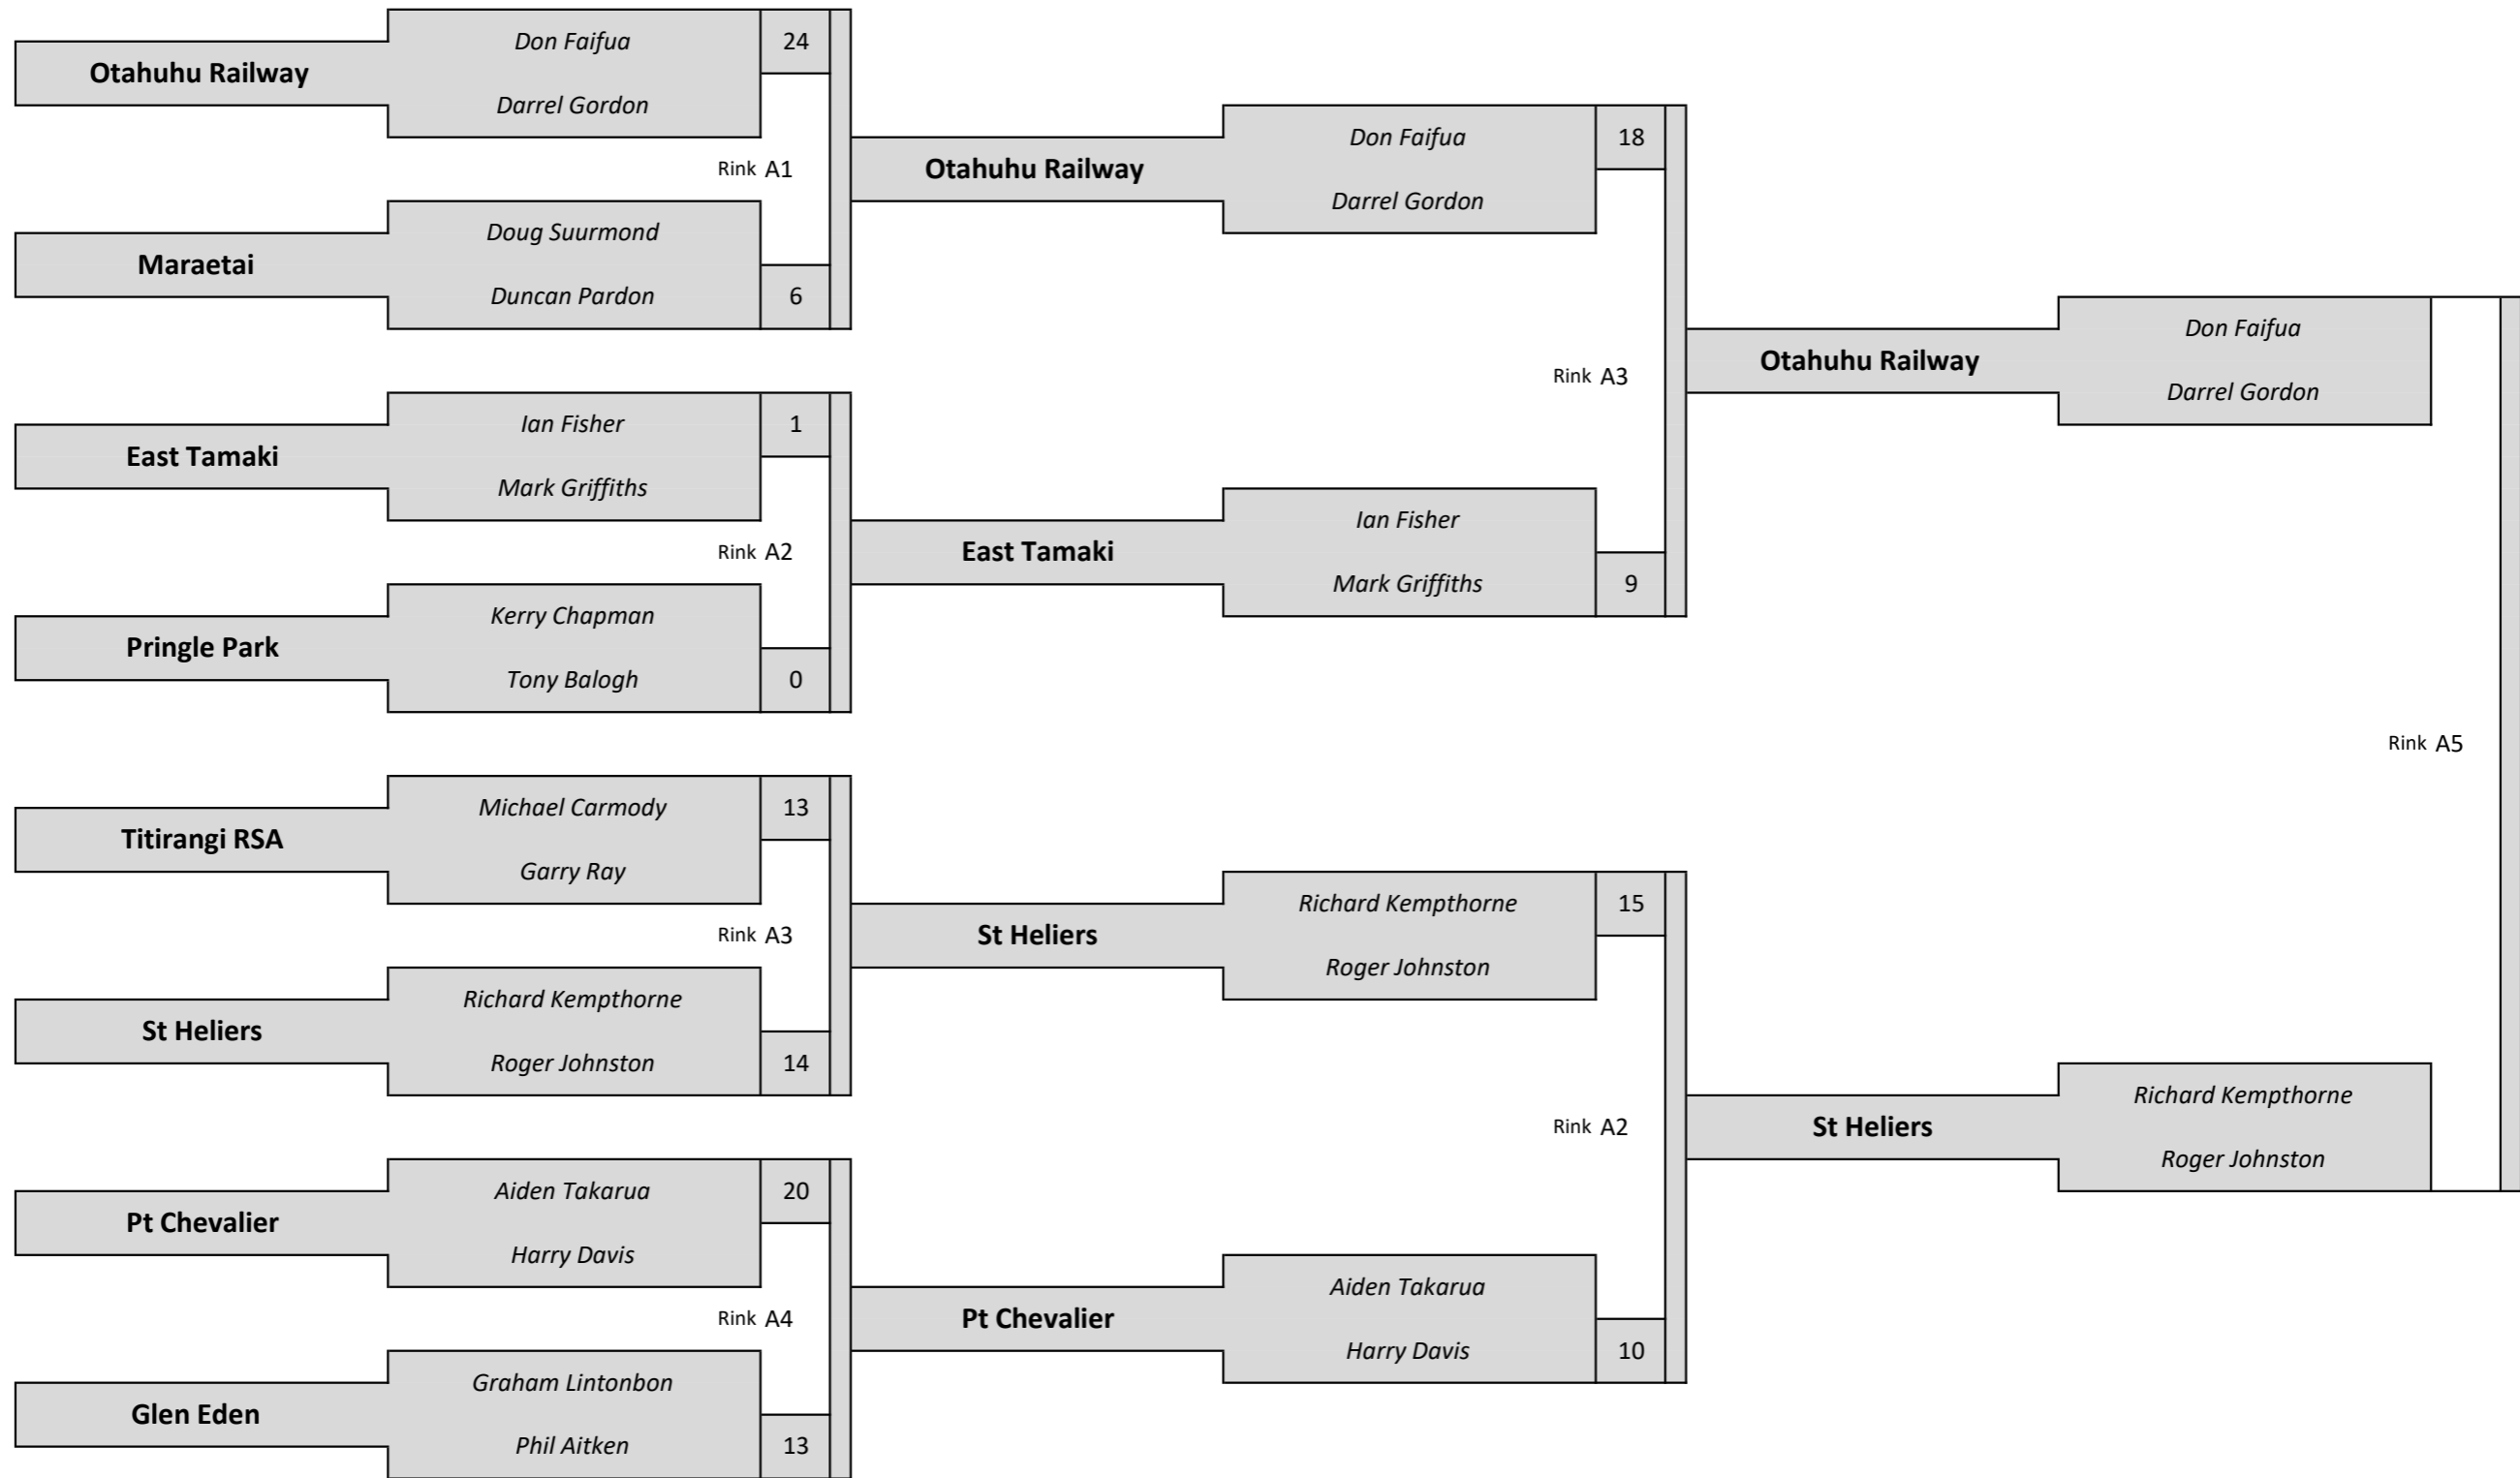 Otahuhu Railway
Don Faifua
Darrel Gordon
24
Rink A1
Maraetai
Doug Suurmond
Duncan Pardon
6
East Tamaki
Ian Fisher
Mark Griffiths
1
Rink A2
Pringle Park
Kerry Chapman
Tony Balogh
0
Titirangi RSA
Michael Carmody
Garry Ray
13
Rink A3
St Heliers
Richard Kempthorne
Roger Johnston
14
Pt Chevalier
Aiden Takarua
Harry Davis
20
Rink A4
Glen Eden
Graham Lintonbon
Phil Aitken
13
Otahuhu Railway
Don Faifua
Darrel Gordon
18
Rink A3
East Tamaki
Ian Fisher
Mark Griffiths
9
St Heliers
Richard Kempthorne
Roger Johnston
15
Rink A2
Pt Chevalier
Aiden Takarua
Harry Davis
10
Otahuhu Railway
Don Faifua
Darrel Gordon
Rink A5
St Heliers
Richard Kempthorne
Roger Johnston